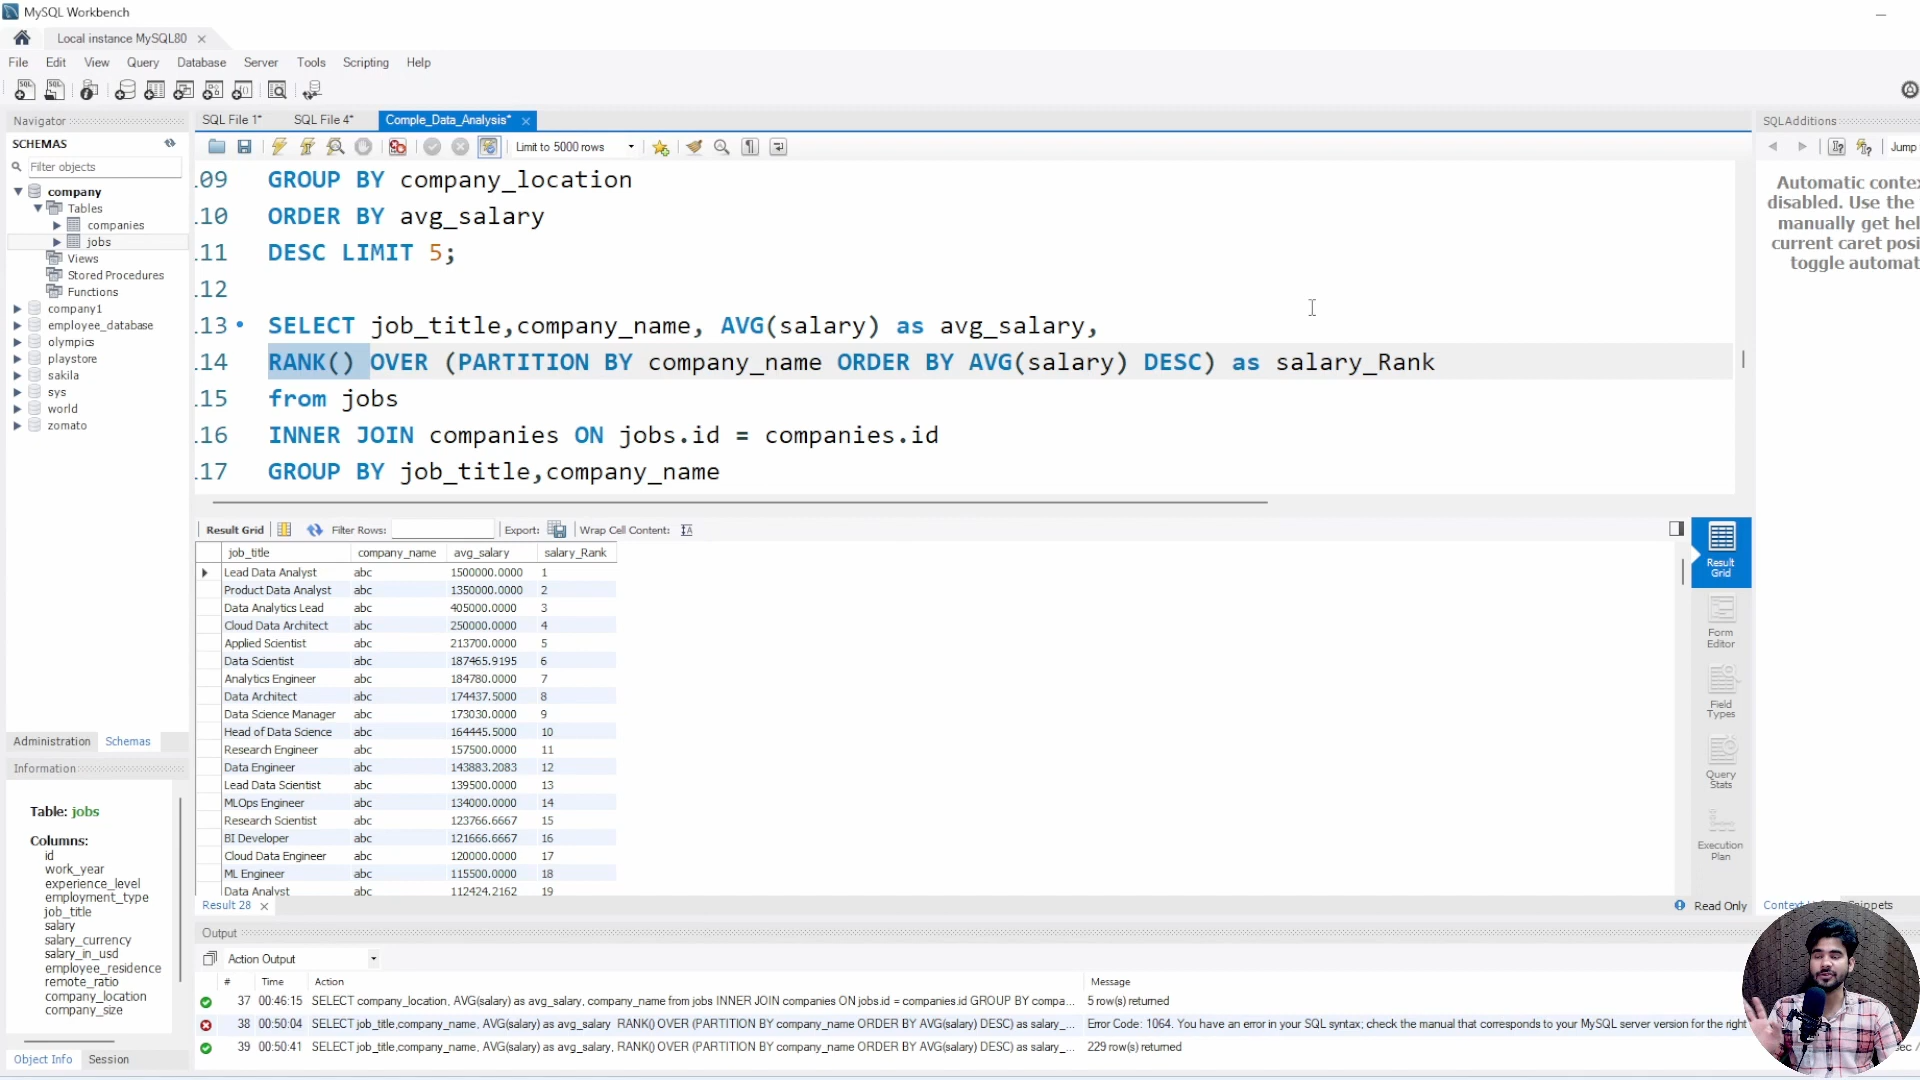 MySQL Workbench
Local instance MySQL80
File Edit View Query Database Server Tools Scripting Help
Navigator
SCHEMAS
Filter objects
company
Tables
companies
jobs
Views
Stored Procedures
Functions
company1
employee_database
olympics
playstore
sakila
sys
world
zomato
Administration Schemas
Information
Table: jobs
Columns:
id
work_year
experience_level
employment_type
job_title
salary
salary_currency
salary_in_usd
employee_residence
remote_ratio
company_location
company_size
Object Info Session
SQL File 1* SQL File 4* Comple_Data_Analysis*
Limit to 5000 rows
09 GROUP BY company_location
10 ORDER BY avg_salary
11 DESC LIMIT 5;
12
13 SELECT job_title,company_name, AVG(salary) as avg_salary,
14 RANK() OVER (PARTITION BY company_name ORDER BY AVG(salary) DESC) as salary_Rank
15 from jobs
16 INNER JOIN companies ON jobs.id = companies.id
17 GROUP BY job_title,company_name
Result Grid Filter Rows: Export: Wrap Cell Content:
job_title company_name avg_salary salary_Rank
Lead Data Analyst abc 1500000.0000 1
Product Data Analyst abc 1350000.0000 2
Data Analytics Lead abc 405000.0000 3
Cloud Data Architect abc 250000.0000 4
Applied Scientist abc 213700.0000 5
Data Scientist abc 187465.9195 6
Analytics Engineer abc 184780.0000 7
Data Architect abc 174437.5000 8
Data Science Manager abc 173030.0000 9
Head of Data Science abc 164445.5000 10
Research Engineer abc 157500.0000 11
Data Engineer abc 143883.2083 12
Lead Data Scientist abc 139500.0000 13
MLOps Engineer abc 134000.0000 14
Research Scientist abc 123766.6667 15
BI Developer abc 121666.6667 16
Cloud Data Engineer abc 120000.0000 17
ML Engineer abc 115500.0000 18
Data Analyst abc 112424.2162 19
Result 28
Read Only
Result Grid
Form Editor
Field Types
Query Stats
Execution Plan
SQLAdditions
Jump
Automatic contex
disabled. Use the
manually get hel
current caret posi
toggle automat
Context Snippets
Output
Action Output
# Time Action Message
37 00:46:15 SELECT company_location, AVG(salary) as avg_salary, company_name from jobs INNER JOIN companies ON jobs.id = companies.id GROUP BY compa... 5 row(s) returned
38 00:50:04 SELECT job_title,company_name, AVG(salary) as avg_salary RANK() OVER (PARTITION BY company_name ORDER BY AVG(salary) DESC) as salary_... Error Code: 1064. You have an error in your SQL syntax; check the manual that corresponds to your MySQL server version for the right
39 00:50:41 SELECT job_title,company_name, AVG(salary) as avg_salary, RANK() OVER (PARTITION BY company_name ORDER BY AVG(salary) DESC) as salary_... 229 row(s) returned